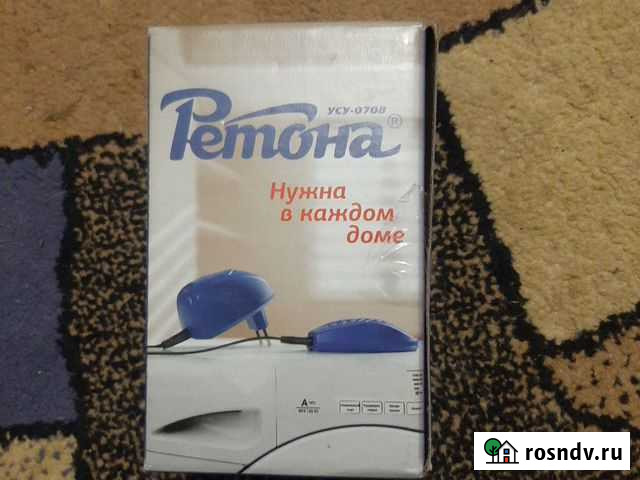 УСУ-0708
Ретона®
Нужна
в каждом
доме
A
rosndv.ru